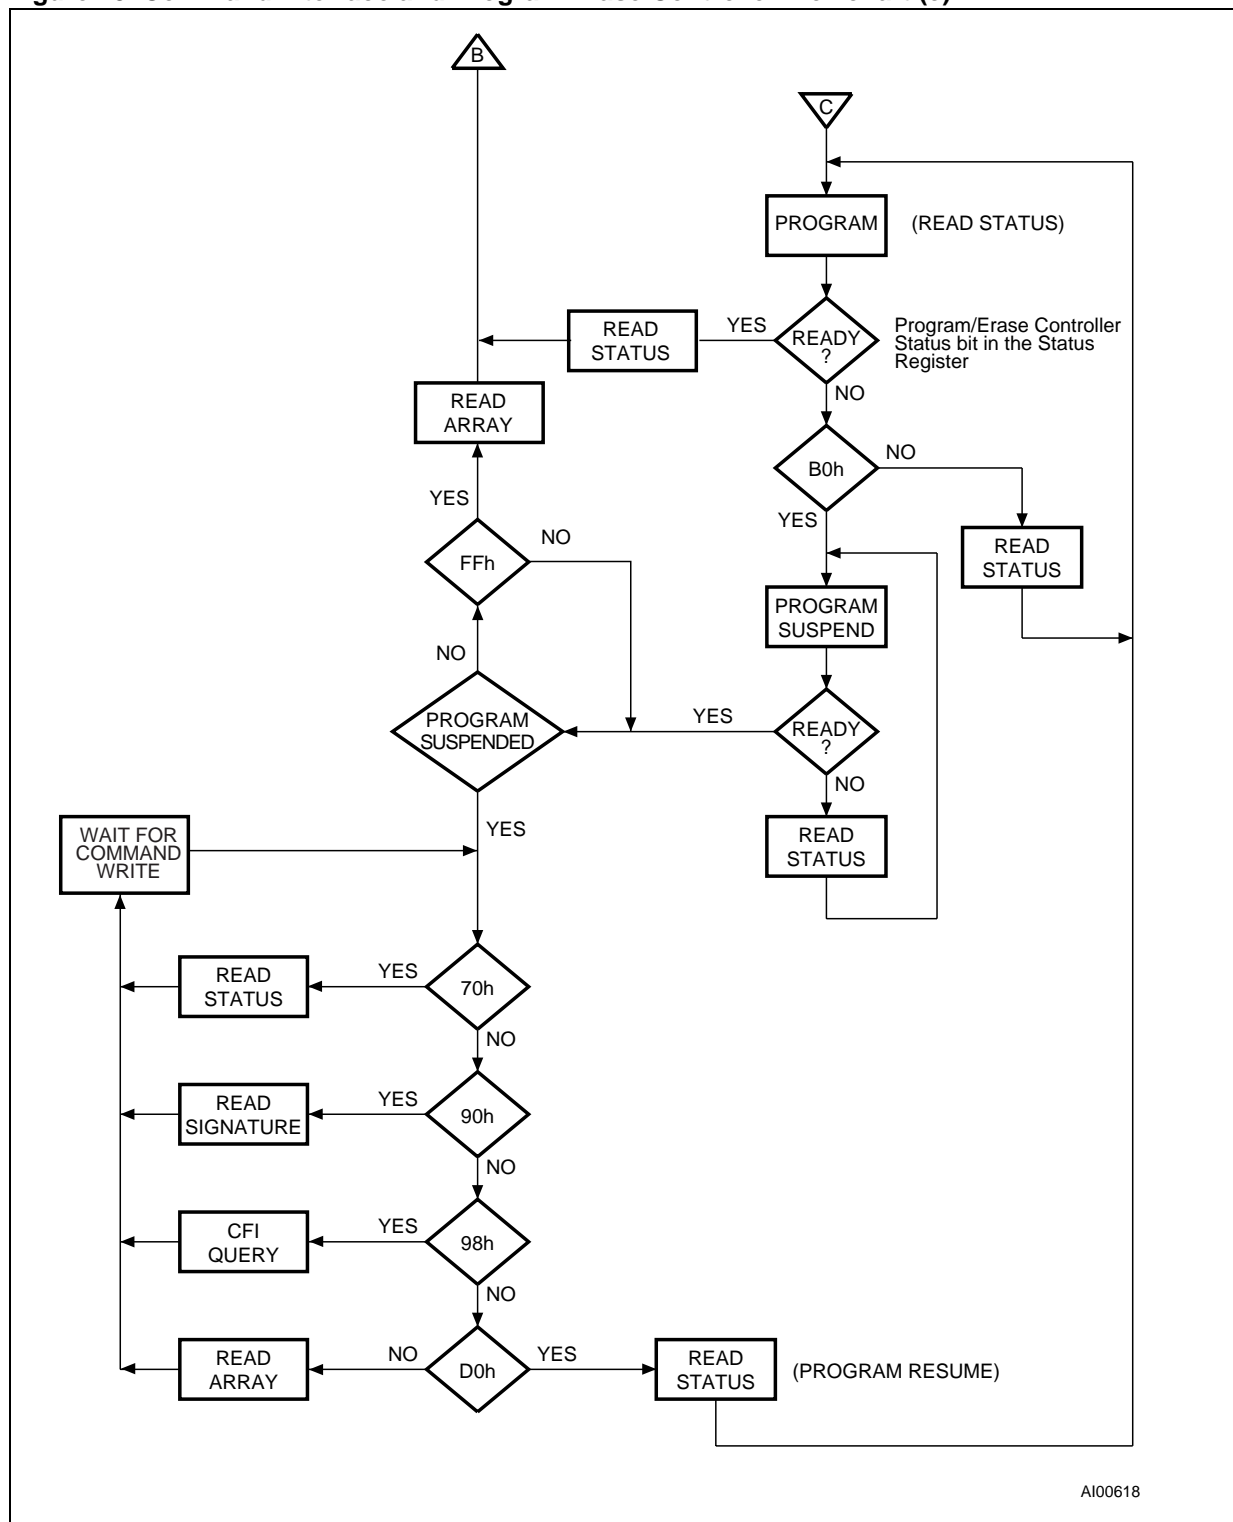 B
C
PROGRAM
(READ STATUS)
READ
STATUS
YES
READY
?
Program/Erase Controller
Status bit in the Status
Register
NO
READ
ARRAY
B0h
NO
YES
YES
FFh
NO
READ
STATUS
PROGRAM
SUSPEND
NO
PROGRAM
SUSPENDED
YES
READY
?
NO
YES
READ
STATUS
WAIT FOR
COMMAND
WRITE
READ
STATUS
YES
70h
NO
READ
SIGNATURE
YES
90h
NO
CFI
QUERY
YES
98h
NO
READ
ARRAY
NO
D0h
YES
READ
STATUS
(PROGRAM RESUME)
AI00618